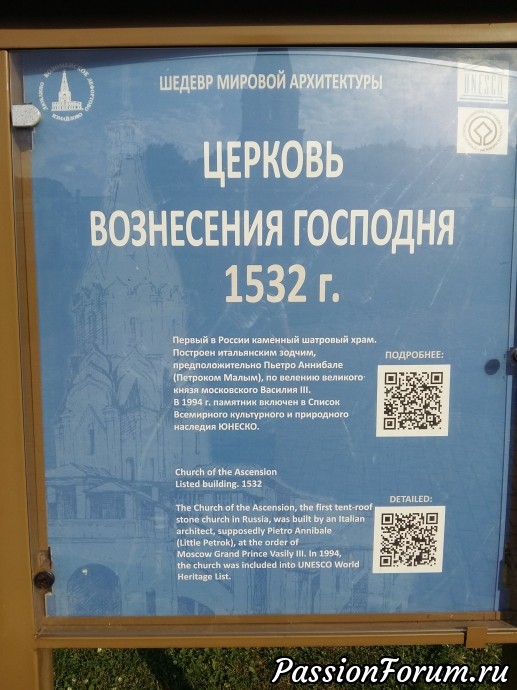 ШЕДЕВР МИРОВОЙ АРХИТЕКТУРЫ
UNESCO
ЦЕРКОВЬ
ВОЗНЕСЕНИЯ ГОСПОДНЯ
1532 г.
Первый в России каменный шатровый храм.
Построен итальянским зодчим,
предположительно Пьетро Аннибале
(Петроком Малым), по велению великого
князя московского Василия III.
В 1994 г. памятник включен в Список
Всемирного культурного и природного
наследия ЮНЕСКО.
ПОДРОБНЕЕ:
Church of the Ascension
Listed building. 1532
The Church of the Ascension, the first tent-roof
stone church in Russia, was built by an Italian
architect, supposedly Pietro Annibale
(Little Petrok), at the order of
Moscow Grand Prince Vasily III. In 1994,
the church was included into UNESCO World
Heritage List.
DETAILED:
PassionForum.ru